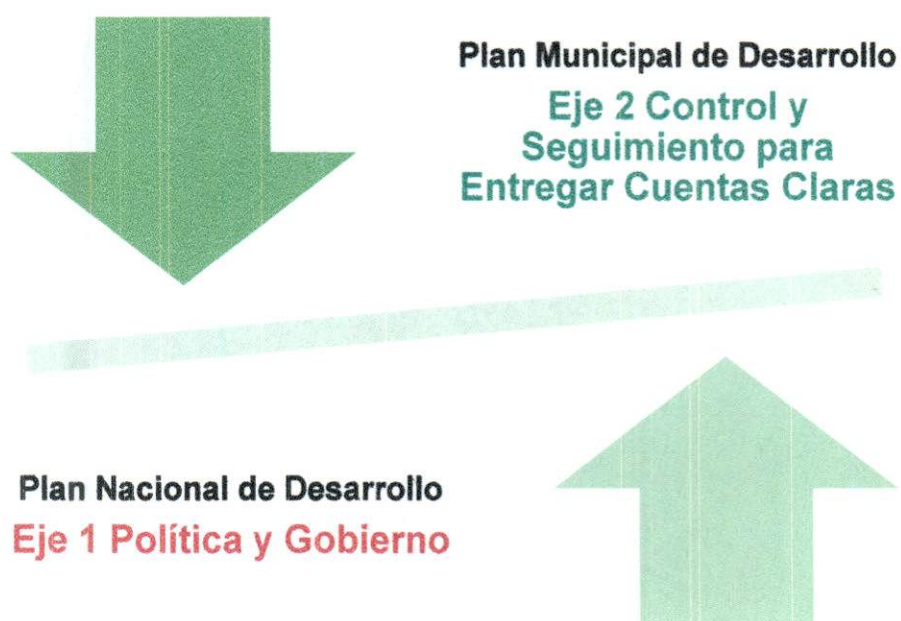 Plan Municipal de Desarrollo
Eje 2 Control y
Seguimiento para
Entregar Cuentas Claras
Plan Nacional de Desarrollo
Eje 1 Política y Gobierno